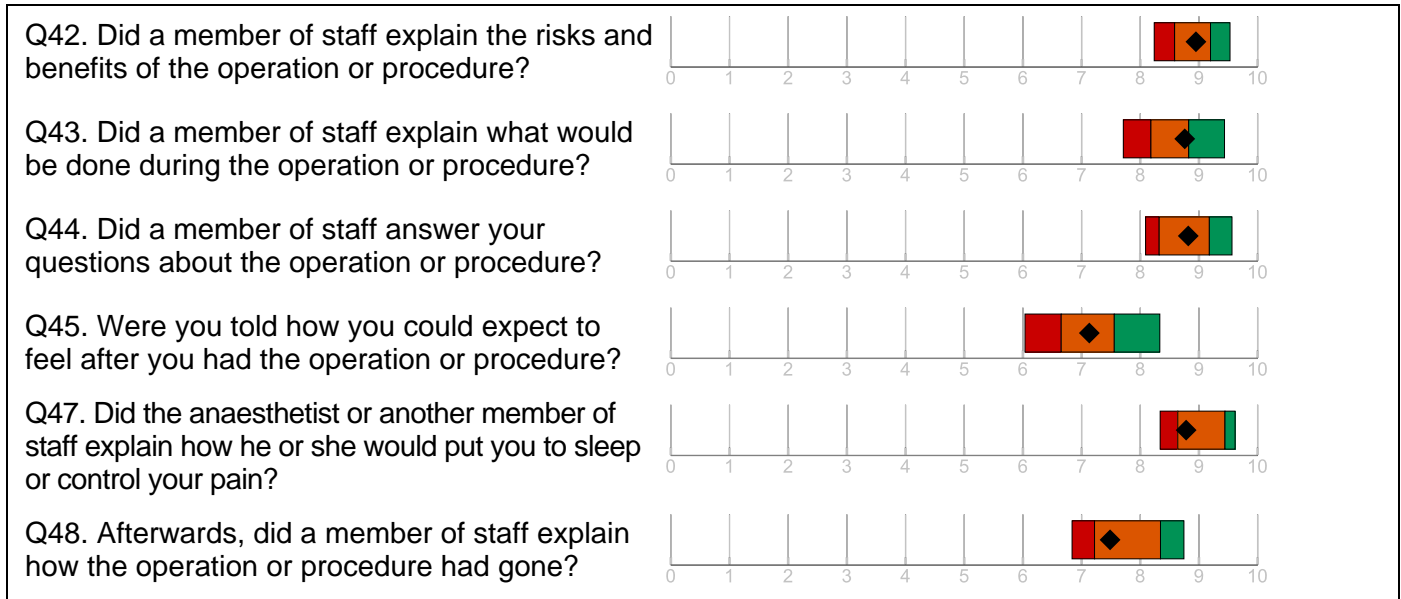 Q42. Did a member of staff explain the risks and
benefits of the operation or procedure?
0 1 2 3 4 5 6 7 8 9 10
Q43. Did a member of staff explain what would
be done during the operation or procedure?
0 1 2 3 4 5 6 7 8 9 10
Q44. Did a member of staff answer your
questions about the operation or procedure?
0 1 2 3 4 5 6 7 8 9 10
Q45. Were you told how you could expect to
feel after you had the operation or procedure?
0 1 2 3 4 5 6 7 8 9 10
Q47. Did the anaesthetist or another member of
staff explain how he or she would put you to sleep
or control your pain?
0 1 2 3 4 5 6 7 8 9 10
Q48. Afterwards, did a member of staff explain
how the operation or procedure had gone?
0 1 2 3 4 5 6 7 8 9 10